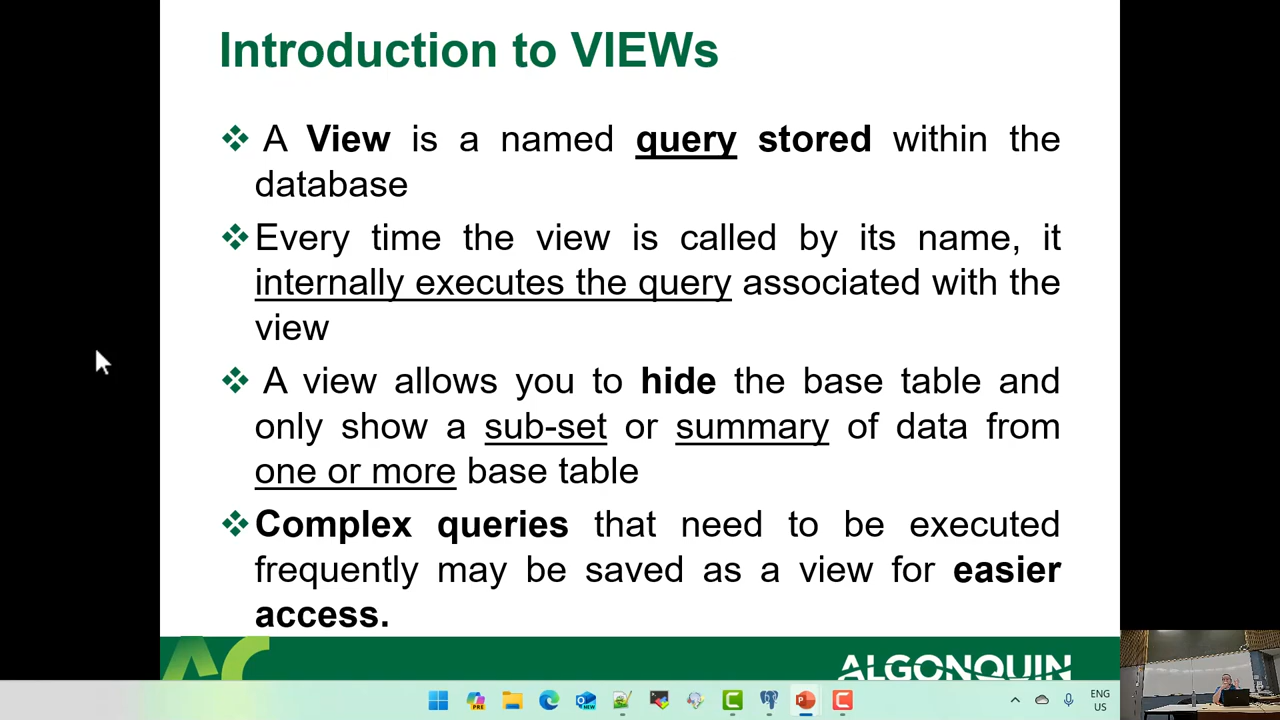 Introduction to VIEWs
A View is a named query stored within the
database
Every time the view is called by its name, it
internally executes the query associated with the
view
A view allows you to hide the base table and
only show a sub-set or summary of data from
one or more base table
Complex queries that need to be executed
frequently may be saved as a view for easier
access.
AC
ALGONQUIN
PRE
NEW
ENG
US